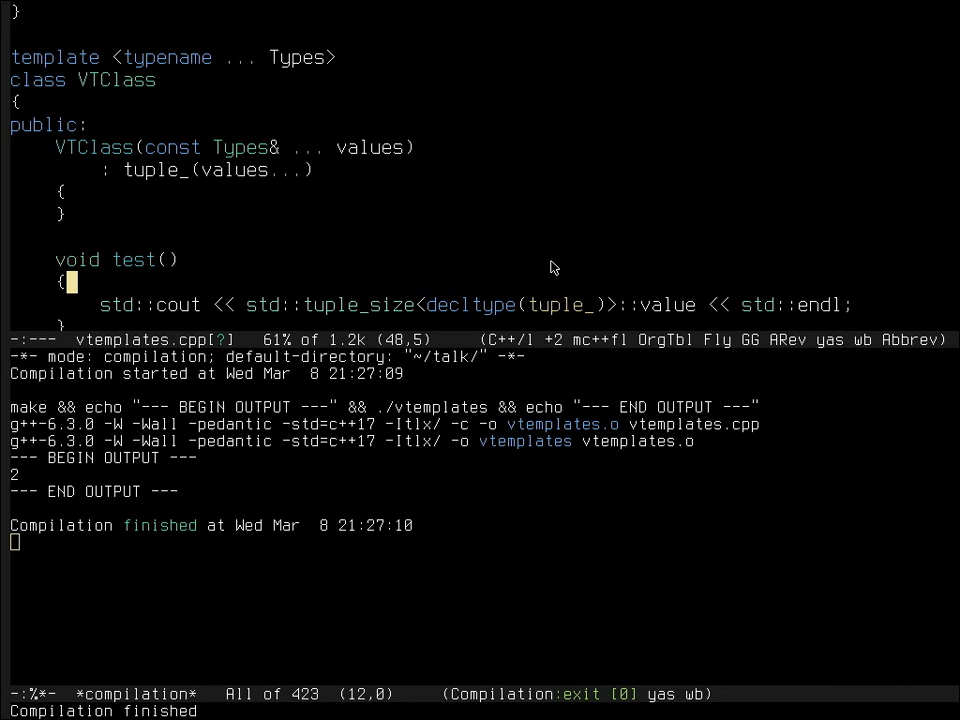 }
template <typename ... Types>
class VTClass
{
public:
    VTClass(const Types& ... values)
        : tuple_(values...)
    {
    }
    void test()
    {
        std::cout << std::tuple_size<decltype(tuple_)>::value << std::endl;
    }
-:---  vtemplates.cpp[?]   61% of 1.2k (48,5)    (C++/l +2 mc++fl OrgTbl Fly GG ARev yas wb Abbrev)
-*- mode: compilation; default-directory: "~/talk/" -*-
Compilation started at Wed Mar  8 21:27:09
make && echo "--- BEGIN OUTPUT ---" && ./vtemplates && echo "--- END OUTPUT ---"
g++-6.3.0 -W -Wall -pedantic -std=c++17 -Itlx/ -c -o vtemplates.o vtemplates.cpp
g++-6.3.0 -W -Wall -pedantic -std=c++17 -Itlx/ -o vtemplates vtemplates.o
--- BEGIN OUTPUT ---
2
--- END OUTPUT ---
Compilation finished at Wed Mar  8 21:27:10
-:%*-  *compilation*   All of 423  (12,0)    (Compilation:exit [0] yas wb)
Compilation finished